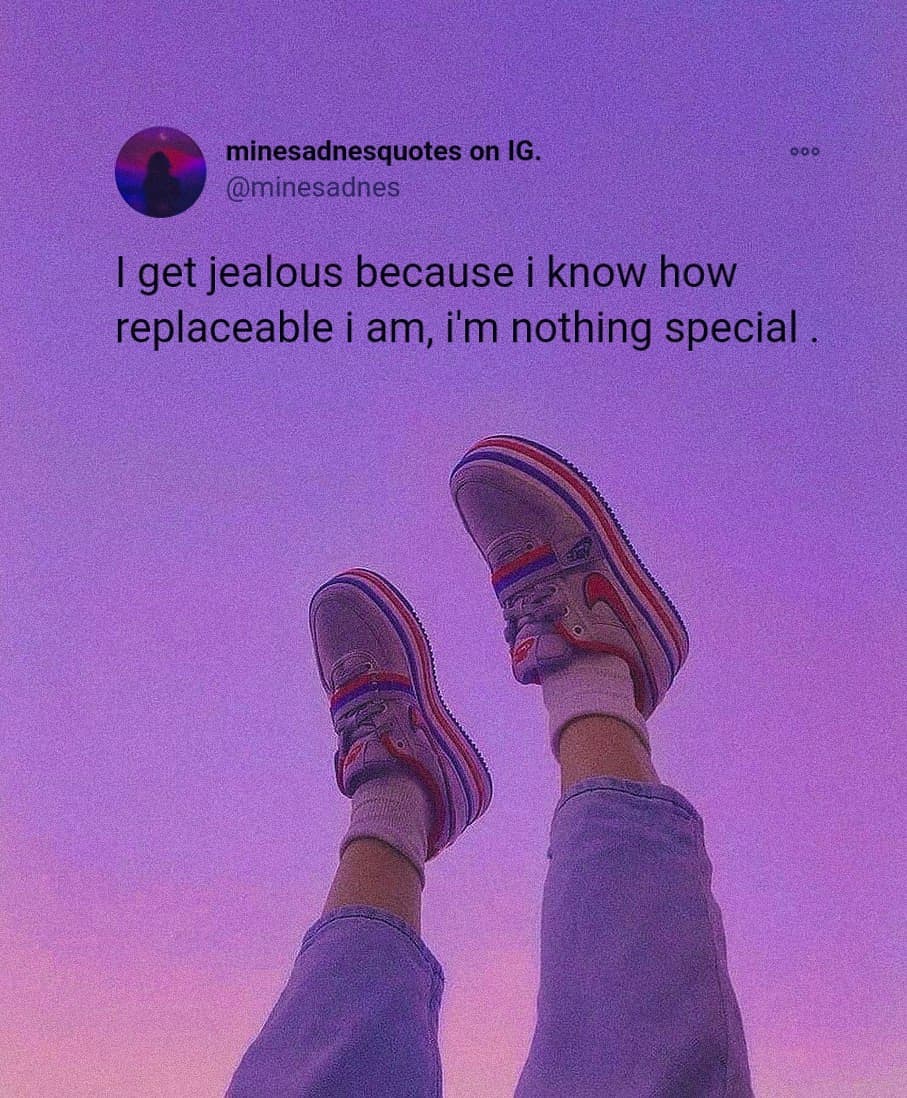 minesadnesquotes on IG.
@minesadnes
I get jealous because i know how
replaceable i am, i'm nothing special .